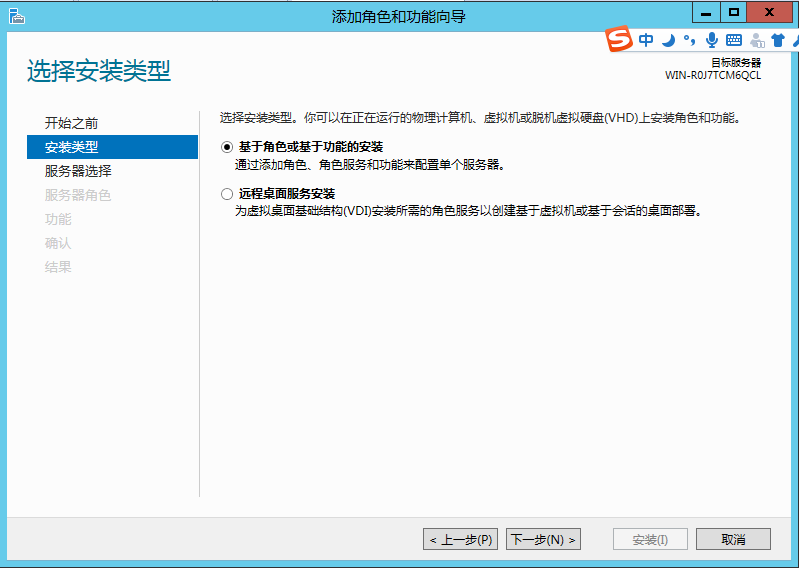 添加角色和功能向导
S 中
选择安装类型
目标服务器
WIN-R0J7TCM6QCL
开始之前
安装类型
服务器选择
服务器角色
功能
确认
结果
选择安装类型。你可以在正在运行的物理计算机、虚拟机或脱机虚拟硬盘(VHD)上安装角色和功能。
基于角色或基于功能的安装
通过添加角色、角色服务和功能来配置单个服务器。
远程桌面服务安装
为虚拟桌面基础结构(VDI)安装所需的角色服务以创建基于虚拟机或基于会话的桌面部署。
< 上一步(P)
下一步(N) >
安装(I)
取消